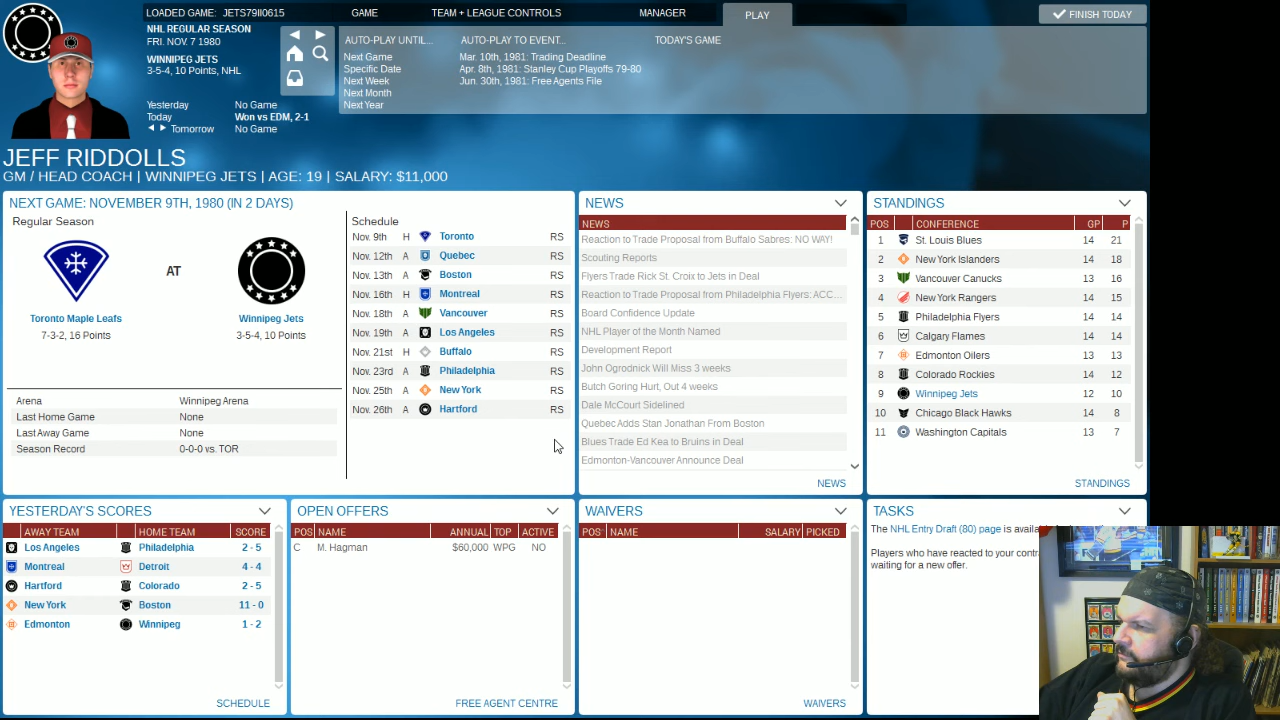 LOADED GAME: JETS79II0615
GAME
TEAM + LEAGUE CONTROLS
MANAGER
PLAY
FINISH TODAY
NHL REGULAR SEASON
FRI. NOV. 7 1980
WINNIPEG JETS
3-5-4, 10 Points, NHL
Yesterday No Game
Today Won vs EDM, 2-1
Tomorrow No Game
AUTO-PLAY UNTIL... AUTO-PLAY TO EVENT... TODAY'S GAME
Next Game Mar. 10th, 1981: Trading Deadline
Specific Date Apr. 8th, 1981: Stanley Cup Playoffs 79-80
Next Week Jun. 30th, 1981: Free Agents File
Next Month
Next Year
JEFF RIDDOLLS
GM / HEAD COACH | WINNIPEG JETS | AGE: 19 | SALARY: $11,000
NEXT GAME: NOVEMBER 9TH, 1980 (IN 2 DAYS)
Regular Season
AT
Toronto Maple Leafs Winnipeg Jets
7-3-2, 16 Points 3-5-4, 10 Points
Arena Winnipeg Arena
Last Home Game None
Last Away Game None
Season Record 0-0-0 vs. TOR
Schedule
Nov. 9th H Toronto RS
Nov. 12th A Quebec RS
Nov. 13th A Boston RS
Nov. 16th H Montreal RS
Nov. 18th A Vancouver RS
Nov. 19th A Los Angeles RS
Nov. 21st H Buffalo RS
Nov. 23rd A Philadelphia RS
Nov. 25th A New York RS
Nov. 26th A Hartford RS
NEWS
NEWS
Reaction to Trade Proposal from Buffalo Sabres: NO WAY!
Scouting Reports
Flyers Trade Rick St. Croix to Jets in Deal
Reaction to Trade Proposal from Philadelphia Flyers: ACC...
Board Confidence Update
NHL Player of the Month Named
Development Report
John Ogrodnick Will Miss 3 weeks
Butch Goring Hurt, Out 4 weeks
Dale McCourt Sidelined
Quebec Adds Stan Jonathan From Boston
Blues Trade Ed Kea to Bruins in Deal
Edmonton-Vancouver Announce Deal
NEWS
STANDINGS
POS CONFERENCE GP P
1 St. Louis Blues 14 21
2 New York Islanders 14 18
3 Vancouver Canucks 13 16
4 New York Rangers 14 15
5 Philadelphia Flyers 14 14
6 Calgary Flames 14 14
7 Edmonton Oilers 13 13
8 Colorado Rockies 14 12
9 Winnipeg Jets 12 10
10 Chicago Black Hawks 14 8
11 Washington Capitals 13 7
STANDINGS
YESTERDAY'S SCORES
AWAY TEAM HOME TEAM SCORE
Los Angeles Philadelphia 2 - 5
Montreal Detroit 4 - 4
Hartford Colorado 2 - 5
New York Boston 11 - 0
Edmonton Winnipeg 1 - 2
SCHEDULE
OPEN OFFERS
POS NAME ANNUAL TOP ACTIVE
C M. Hagman $60,000 WPG NO
FREE AGENT CENTRE
WAIVERS
POS NAME SALARY PICKED
WAIVERS
TASKS
The NHL Entry Draft (80) page is
Players who have reacted to your
waiting for a new offer.